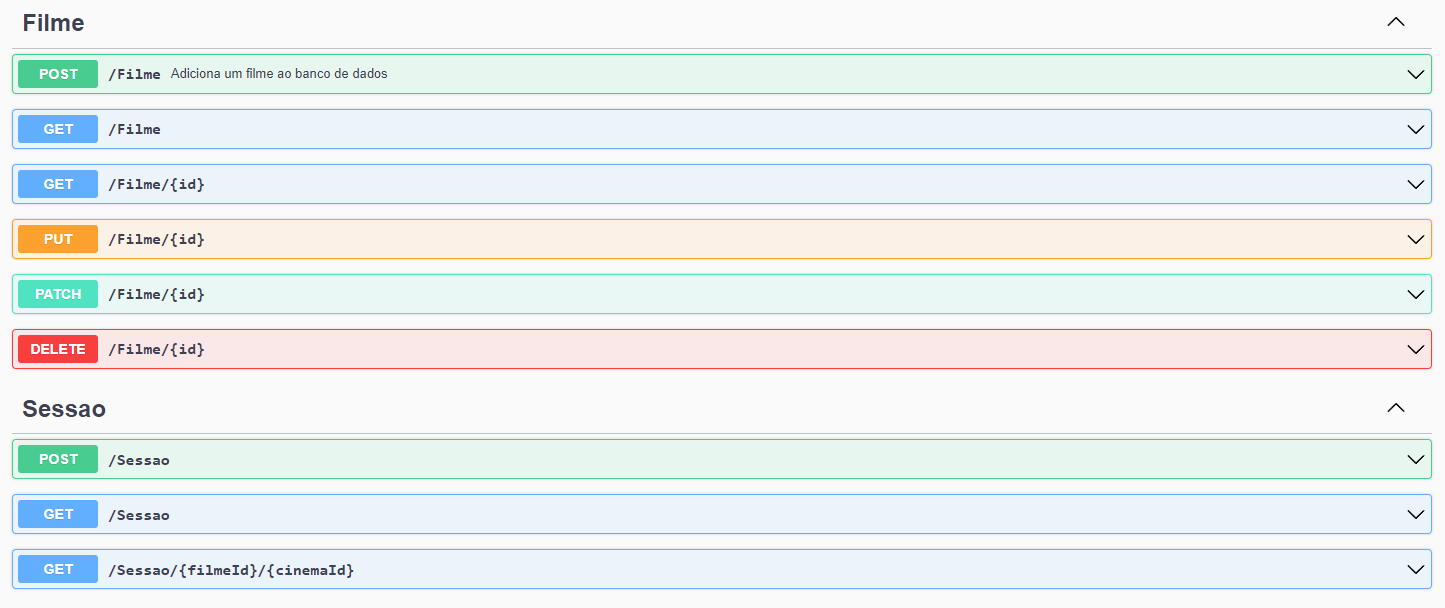 Filme
POST /Filme Adiciona um filme ao banco de dados
GET /Filme
GET /Filme/{id}
PUT /Filme/{id}
PATCH /Filme/{id}
DELETE /Filme/{id}
Sessao
POST /Sessao
GET /Sessao
GET /Sessao/{filmeId}/{cinemaId}